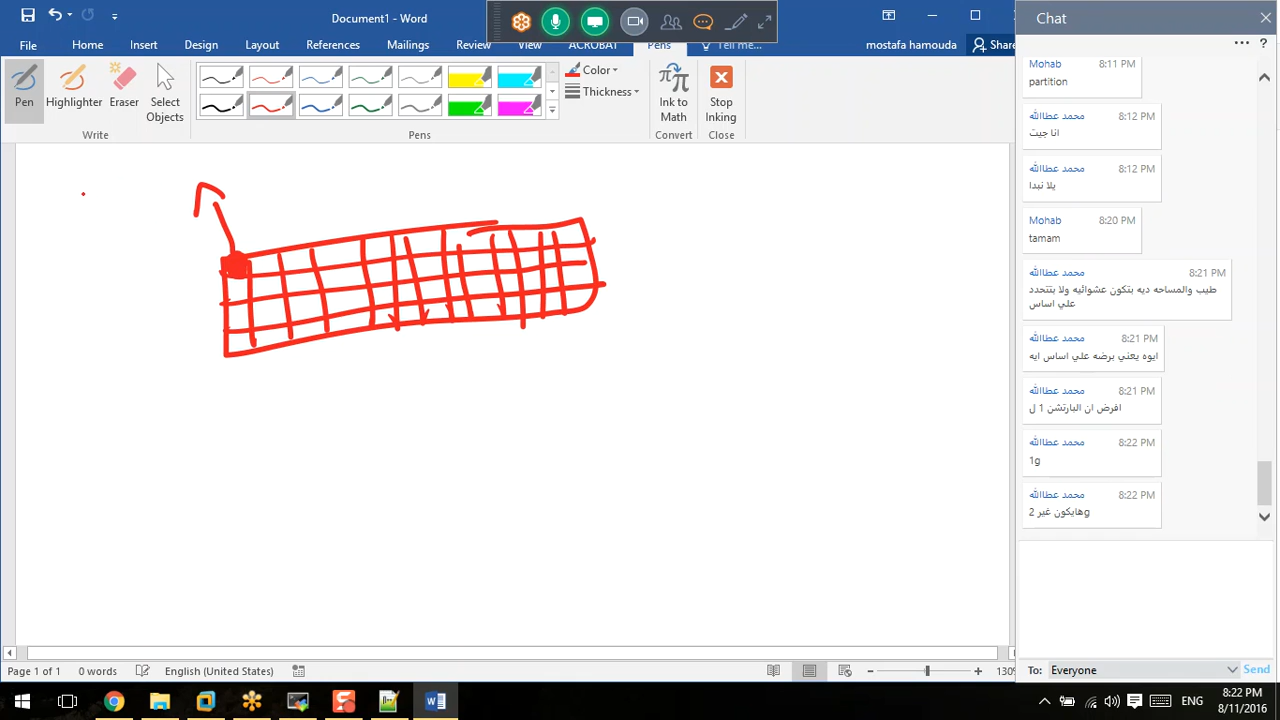 Document1 - Word
File Home Insert Design Layout References Mailings Review View ACROBAT Pens Tell me...
mostafa hamouda Share
Pen
Highlighter
Eraser
Select Objects
Color
Thickness
Ink to Math
Stop Inking
Write Pens Convert Close
Page 1 of 1 0 words English (United States)
130%
Chat
Mohab 8:11 PM
partition
محمد عطاالله 8:12 PM
انا جيت
محمد عطاالله 8:12 PM
يلا نبدا
Mohab 8:20 PM
tamam
محمد عطاالله 8:21 PM
طيب والمساحه ديه بتكون عشوائيه ولا بتتحدد
علي اساس
محمد عطاالله 8:21 PM
ايوه يعني برضه علي اساس ايه
محمد عطاالله 8:21 PM
افرض ان البارتشن 1 ل
محمد عطاالله 8:22 PM
1g
محمد عطاالله 8:22 PM
هايكون غير 2g
To: Everyone Send
ENG
8:22 PM
8/11/2016